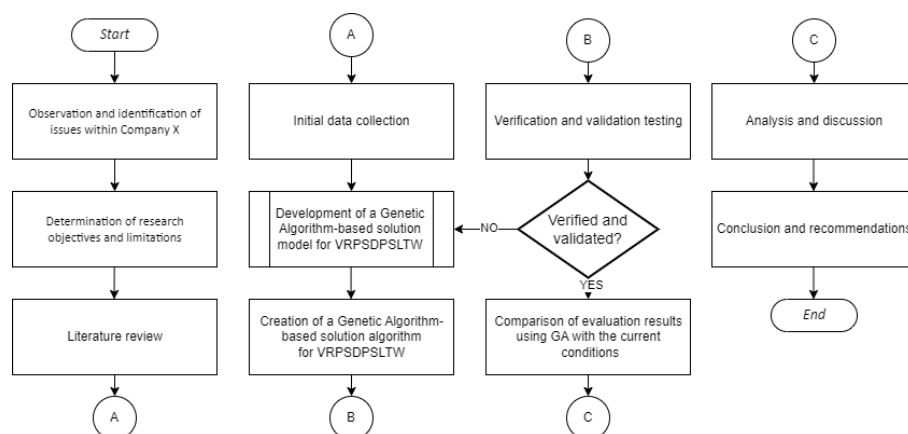 Start
Observation and identification of
issues within Company X
Determination of research
objectives and limitations
Literature review
A
A
Initial data collection
Development of a Genetic
Algorithm-based solution
model for VRPSDPSLTW
Creation of a Genetic Algorithm-
based solution algorithm
for VRPSDPSLTW
B
B
Verification and validation testing
Verified and
validated?
NO
YES
Comparison of evaluation results
using GA with the current
conditions
C
C
Analysis and discussion
Conclusion and recommendations
End